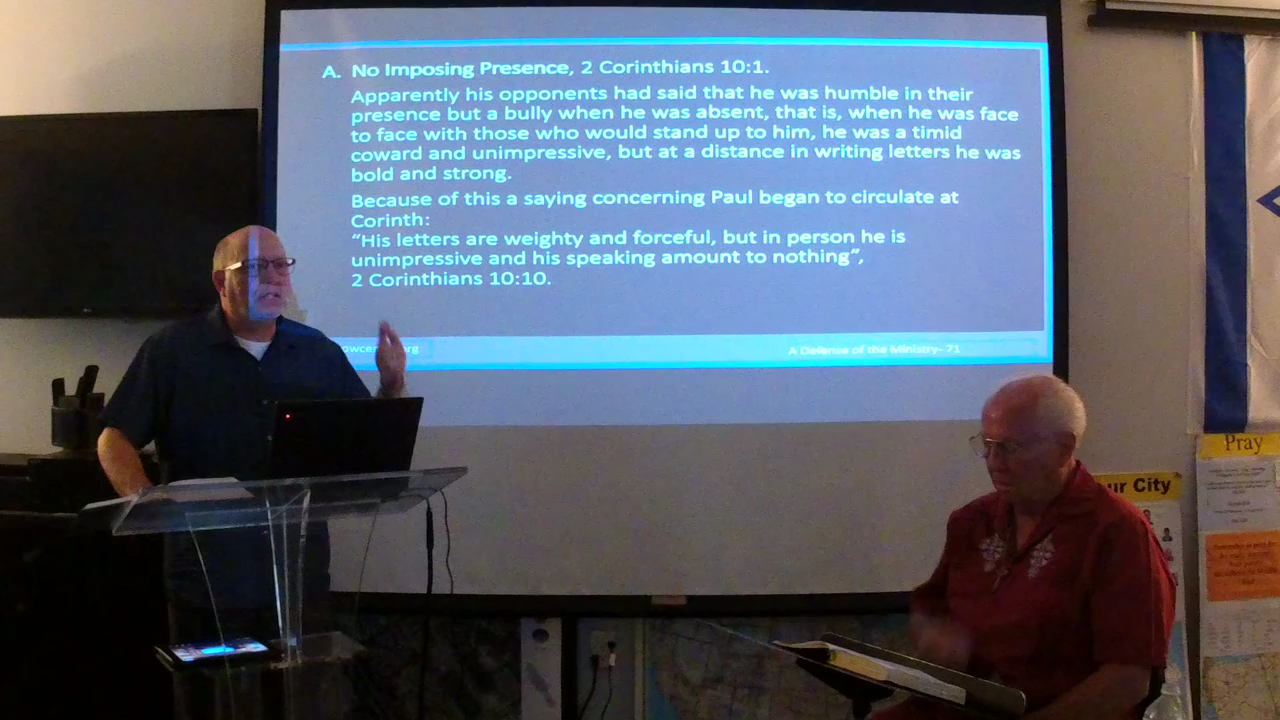 A. No Imposing Presence, 2 Corinthians 10:1.
Apparently his opponents had said that he was humble in their
presence but a bully when he was absent, that is, when he was face
to face with those who would stand up to him, he was a timid
coward and unimpressive, but at a distance in writing letters he was
bold and strong.
Because of this a saying concerning Paul began to circulate at
Corinth:
“His letters are weighty and forceful, but in person he is
unimpressive and his speaking amount to nothing”,
2 Corinthians 10:10.
A Defense of the Ministry- 71
Pray
ur City